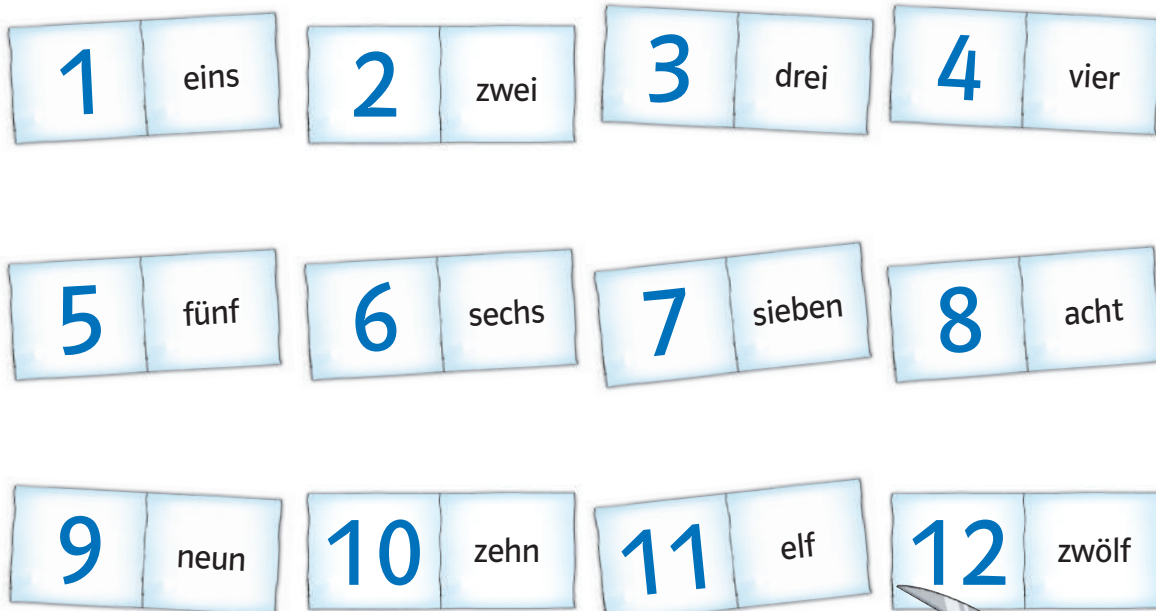 1 eins 2 zwei 3 drei 4 vier
5 fünf 6 sechs 7 sieben 8 acht
9 neun 10 zehn 11 elf 12 zwölf